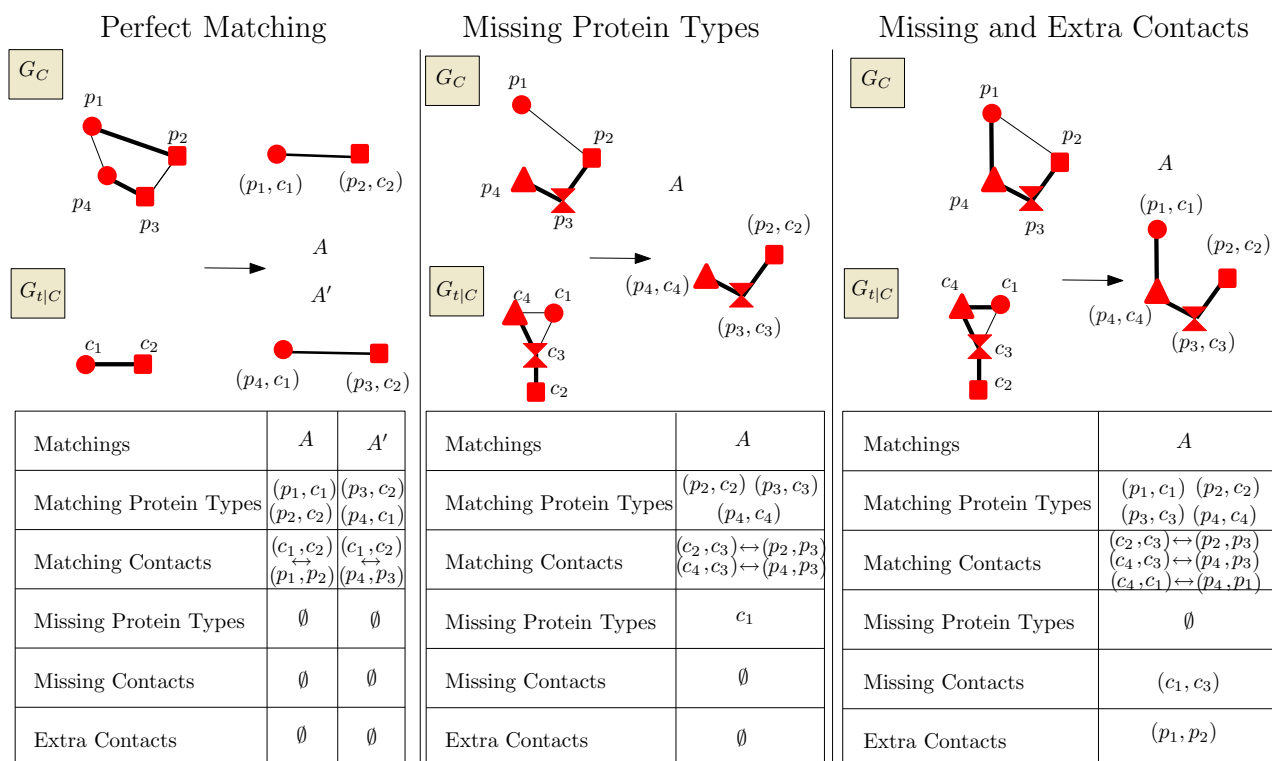 Perfect Matching
G_C
p_1
p_2
p_4
p_3
(p_1, c_1)
(p_2, c_2)
A
A′
G_{t|C}
c_1
c_2
(p_4, c_1)
(p_3, c_2)
Matchings A A′
Matching Protein Types (p_1, c_1) (p_2, c_2) (p_3, c_2) (p_4, c_1)
Matching Contacts (c_1, c_2) ↔ (p_1, p_2) (c_1, c_2) ↔ (p_4, p_3)
Missing Protein Types ∅ ∅
Missing Contacts ∅ ∅
Extra Contacts ∅ ∅
Missing Protein Types
G_C
p_1
p_2
p_4
p_3
A
(p_2, c_2)
(p_4, c_4)
(p_3, c_3)
G_{t|C}
c_4
c_1
c_3
c_2
Matchings A
Matching Protein Types (p_2, c_2) (p_3, c_3) (p_4, c_4)
Matching Contacts (c_2, c_3)↔(p_2, p_3) (c_4, c_3)↔(p_4, p_3)
Missing Protein Types c_1
Missing Contacts ∅
Extra Contacts ∅
Missing and Extra Contacts
G_C
p_1
p_2
p_4
p_3
A
(p_1, c_1)
(p_2, c_2)
(p_4, c_4)
(p_3, c_3)
G_{t|C}
c_4
c_1
c_3
c_2
Matchings A
Matching Protein Types (p_1, c_1) (p_2, c_2) (p_3, c_3) (p_4, c_4)
Matching Contacts (c_2, c_3)↔(p_2, p_3) (c_4, c_3)↔(p_4, p_3) (c_4, c_1)↔(p_4, p_1)
Missing Protein Types ∅
Missing Contacts (c_1, c_3)
Extra Contacts (p_1, p_2)